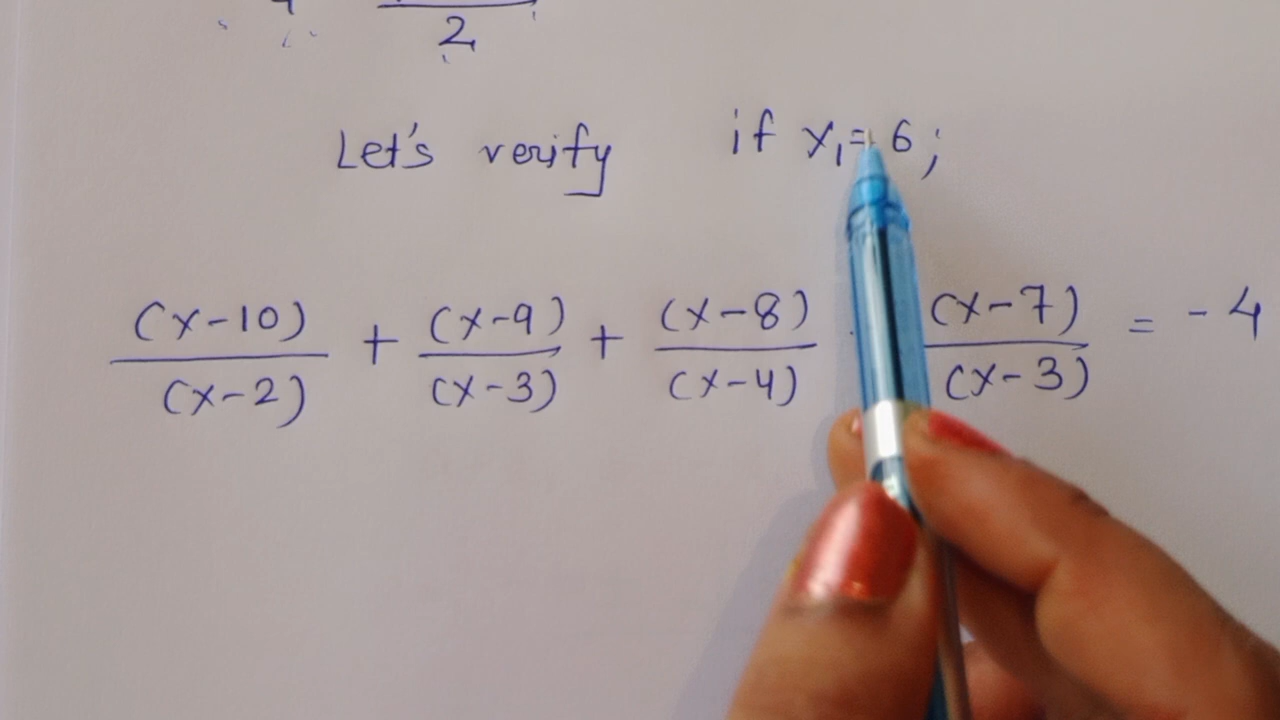 2
Let's verify if x₁ = 6;
(x-10)/(x-2) + (x-9)/(x-3) + (x-8)/(x-4) (x-7)/(x-3) = -4